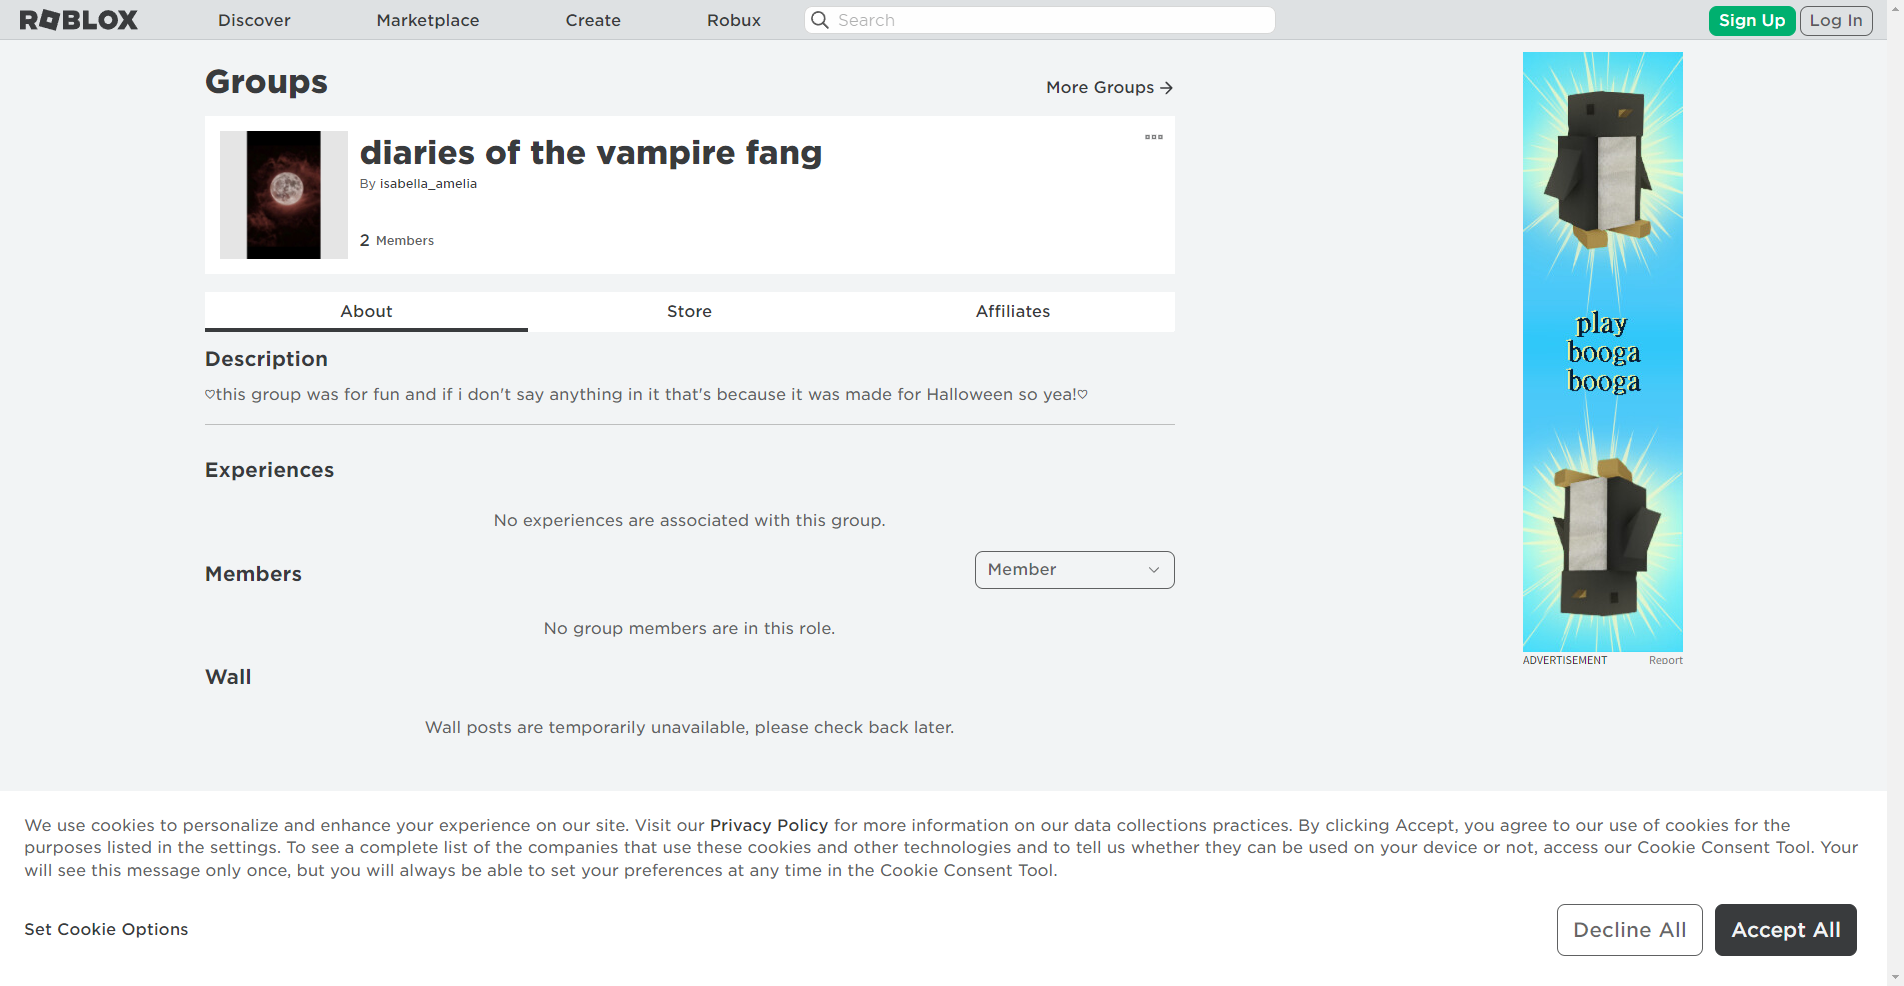 ROBLOX
Discover
Marketplace
Create
Robux
Search
Sign Up
Log In
Groups
More Groups →
diaries of the vampire fang
By isabella_amelia
2 Members
About
Store
Affiliates
Description
♡this group was for fun and if i don't say anything in it that's because it was made for Halloween so yea!♡
Experiences
No experiences are associated with this group.
Members
Member
No group members are in this role.
Wall
Wall posts are temporarily unavailable, please check back later.
play
booga
booga
ADVERTISEMENT
Report
We use cookies to personalize and enhance your experience on our site. Visit our Privacy Policy for more information on our data collections practices. By clicking Accept, you agree to our use of cookies for the
purposes listed in the settings. To see a complete list of the companies that use these cookies and other technologies and to tell us whether they can be used on your device or not, access our Cookie Consent Tool. Your
will see this message only once, but you will always be able to set your preferences at any time in the Cookie Consent Tool.
Set Cookie Options
Decline All
Accept All